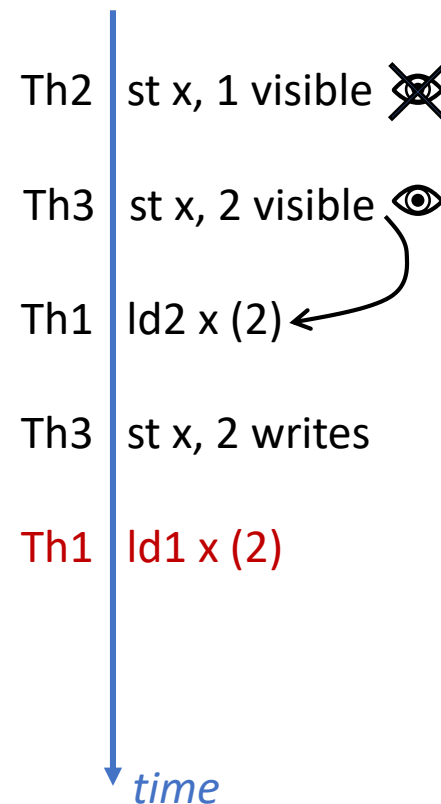 Th2 st x, 1 visible
Th3 st x, 2 visible
Th1 ld2 x (2)
Th3 st x, 2 writes
Th1 ld1 x (2)
time